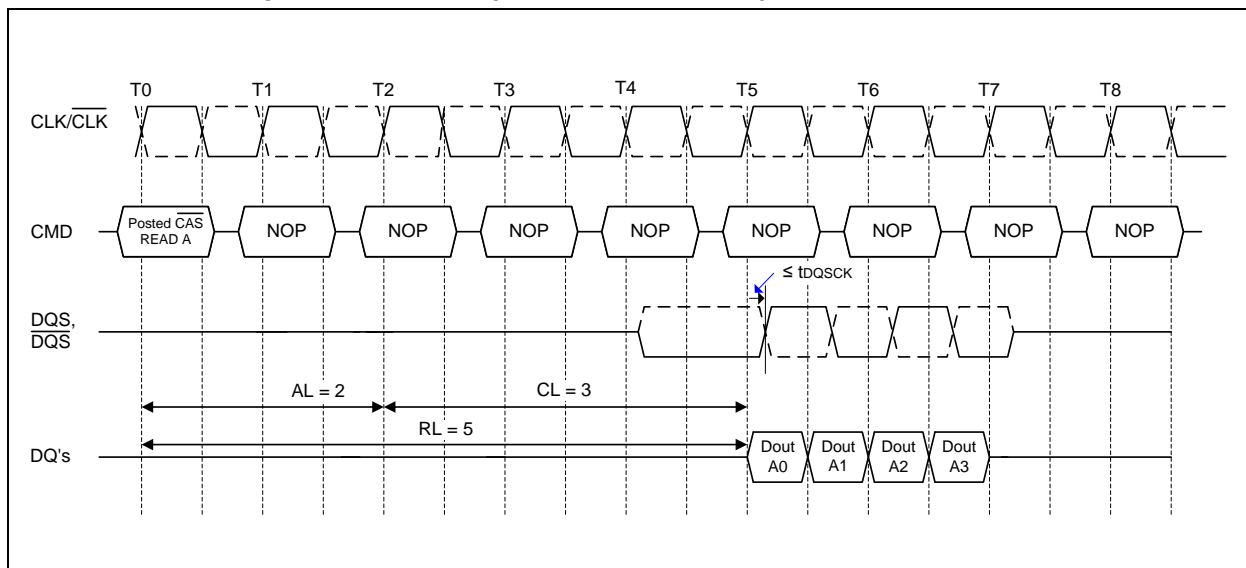 T0 T1 T2 T3 T4 T5 T6 T7 T8
CLK/CLK
CMD
Posted CAS
READ A
NOP NOP NOP NOP NOP NOP NOP NOP
≤ tDQSCK
DQS,
DQS
AL = 2 CL = 3
RL = 5
DQ's
Dout
A0
Dout
A1
Dout
A2
Dout
A3